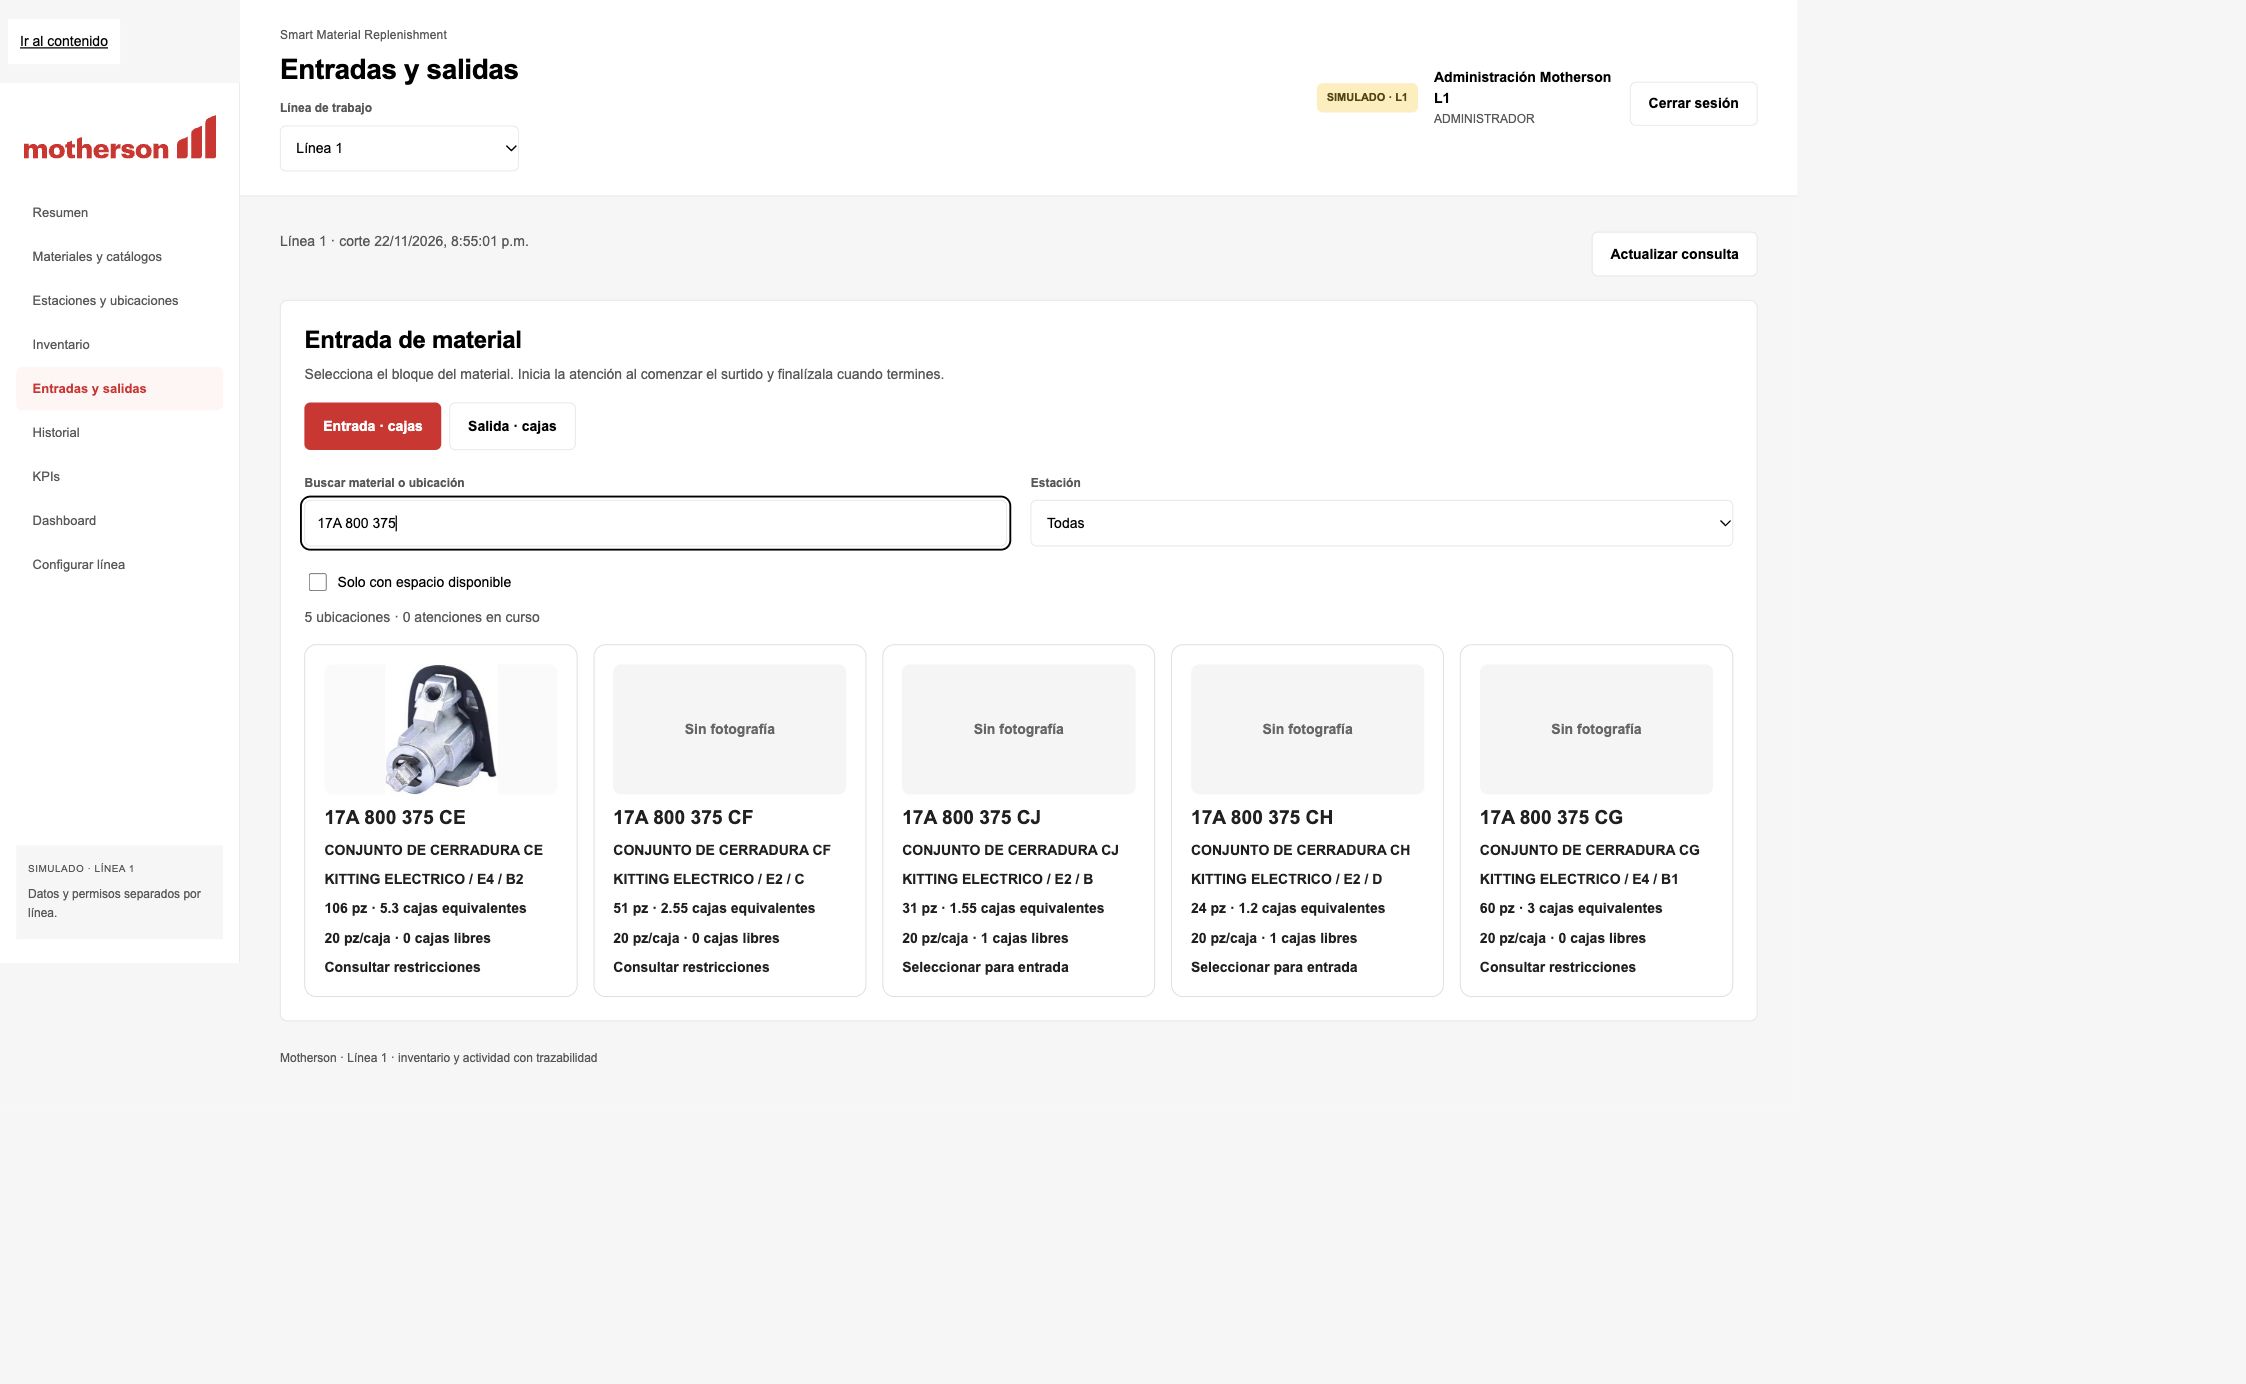 Ir al contenido
motherson
Resumen
Materiales y catálogos
Estaciones y ubicaciones
Inventario
Entradas y salidas
Historial
KPIs
Dashboard
Configurar línea
SIMULADO · LÍNEA 1
Datos y permisos separados por
línea.
Smart Material Replenishment
Entradas y salidas
Línea de trabajo
Línea 1
SIMULADO · L1
Administración Motherson
L1
ADMINISTRADOR
Cerrar sesión
Línea 1 · corte 22/11/2026, 8:55:01 p.m.
Actualizar consulta
Entrada de material
Selecciona el bloque del material. Inicia la atención al comenzar el surtido y finalízala cuando termines.
Entrada · cajas
Salida · cajas
Buscar material o ubicación
17A 800 375
Estación
Todas
Solo con espacio disponible
5 ubicaciones · 0 atenciones en curso
17A 800 375 CE
CONJUNTO DE CERRADURA CE
KITTING ELECTRICO / E4 / B2
106 pz · 5.3 cajas equivalentes
20 pz/caja · 0 cajas libres
Consultar restricciones
Sin fotografía
17A 800 375 CF
CONJUNTO DE CERRADURA CF
KITTING ELECTRICO / E2 / C
51 pz · 2.55 cajas equivalentes
20 pz/caja · 0 cajas libres
Consultar restricciones
Sin fotografía
17A 800 375 CJ
CONJUNTO DE CERRADURA CJ
KITTING ELECTRICO / E2 / B
31 pz · 1.55 cajas equivalentes
20 pz/caja · 1 cajas libres
Seleccionar para entrada
Sin fotografía
17A 800 375 CH
CONJUNTO DE CERRADURA CH
KITTING ELECTRICO / E2 / D
24 pz · 1.2 cajas equivalentes
20 pz/caja · 1 cajas libres
Seleccionar para entrada
Sin fotografía
17A 800 375 CG
CONJUNTO DE CERRADURA CG
KITTING ELECTRICO / E4 / B1
60 pz · 3 cajas equivalentes
20 pz/caja · 0 cajas libres
Consultar restricciones
Motherson · Línea 1 · inventario y actividad con trazabilidad